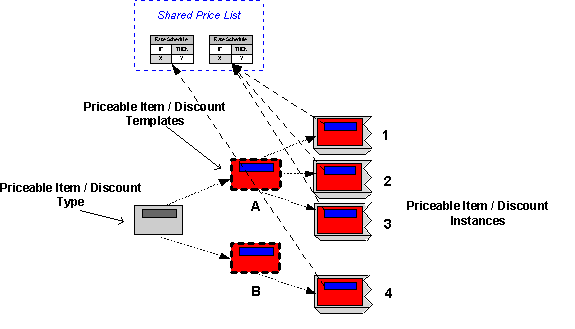 Shared Price List
Rate Schedule
IF THEN
X Y
Rate Schedule
IF THEN
X Y
Priceable Item / Discount
Templates
1
2
Priceable Item / Discount
Type
A
3
Priceable Item / Discount
Instances
B
4